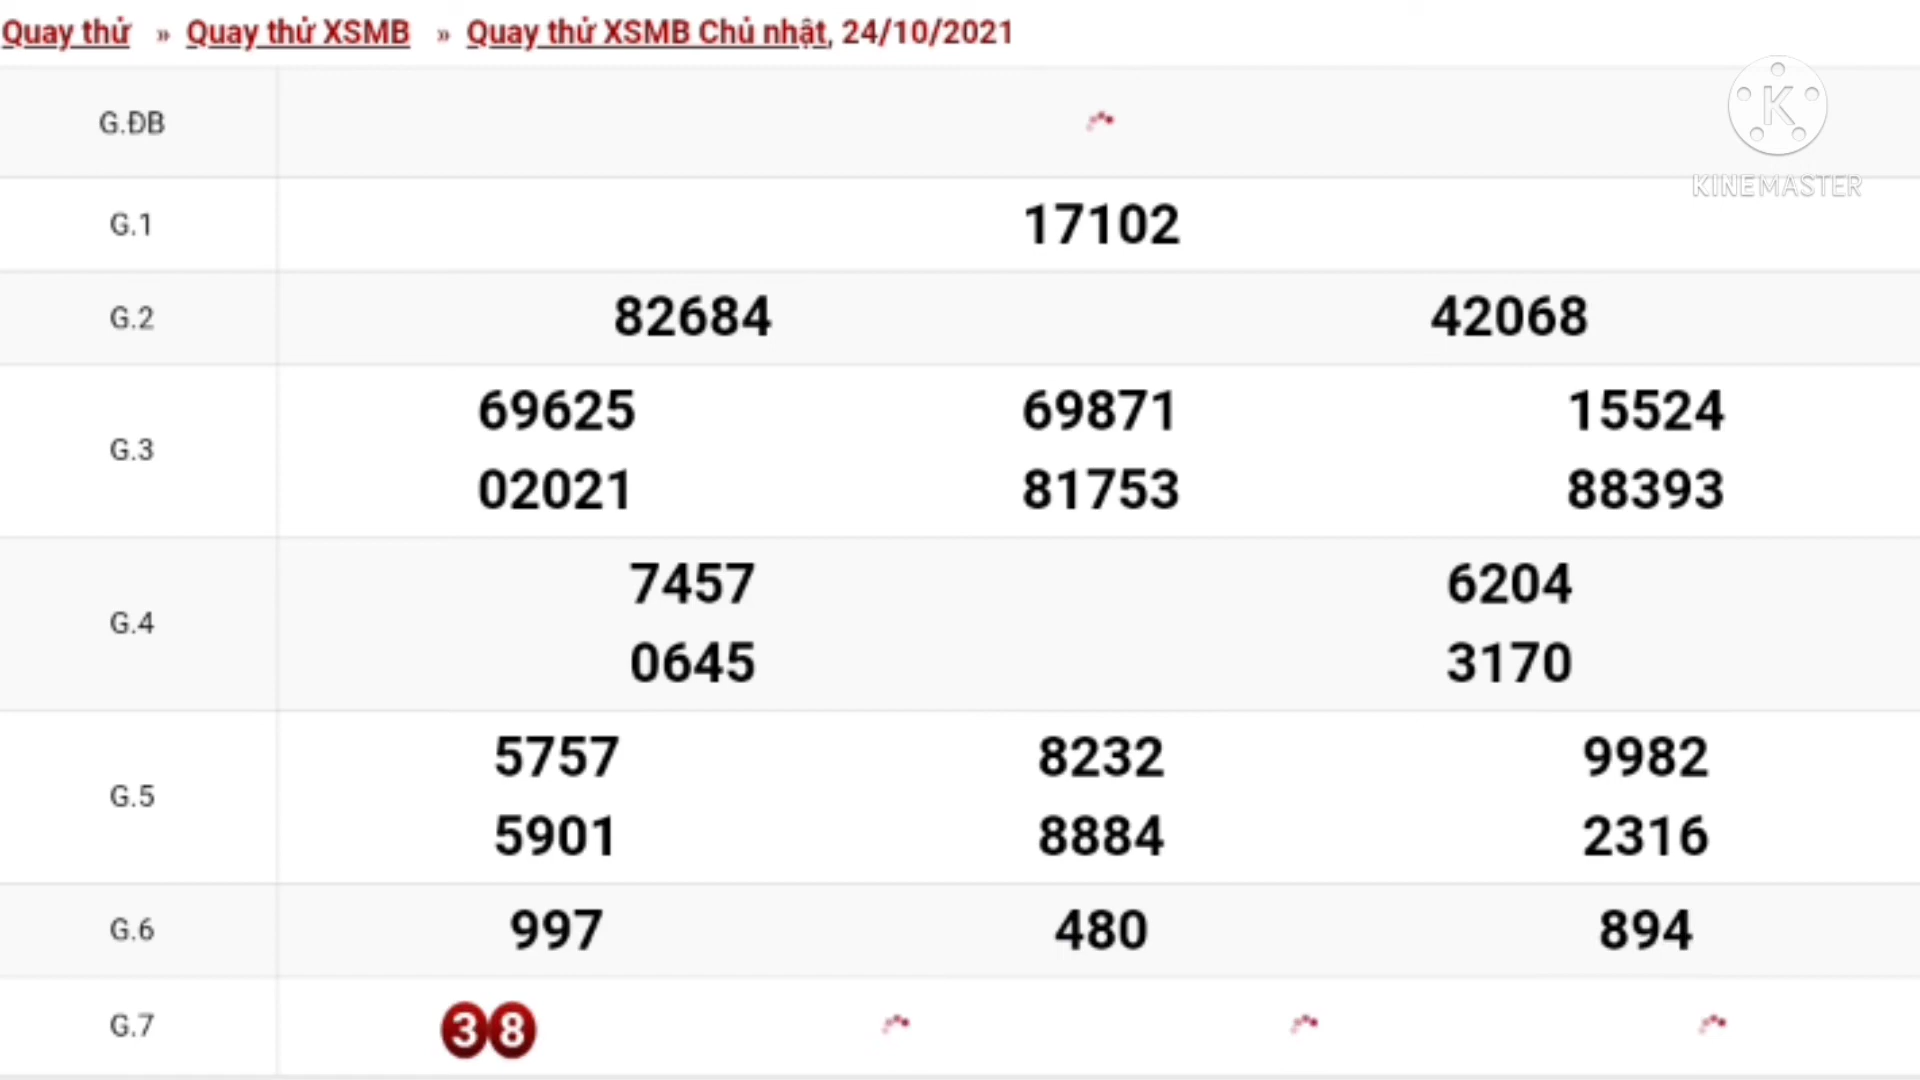 Quay thử » Quay thử XSMB » Quay thử XSMB Chủ nhật, 24/10/2021
G.ĐB
KINEMASTER
G.1 17102
G.2 82684 42068
G.3 69625 69871 15524
02021 81753 88393
G.4 7457 6204
0645 3170
G.5 5757 8232 9982
5901 8884 2316
G.6 997 480 894
G.7 38